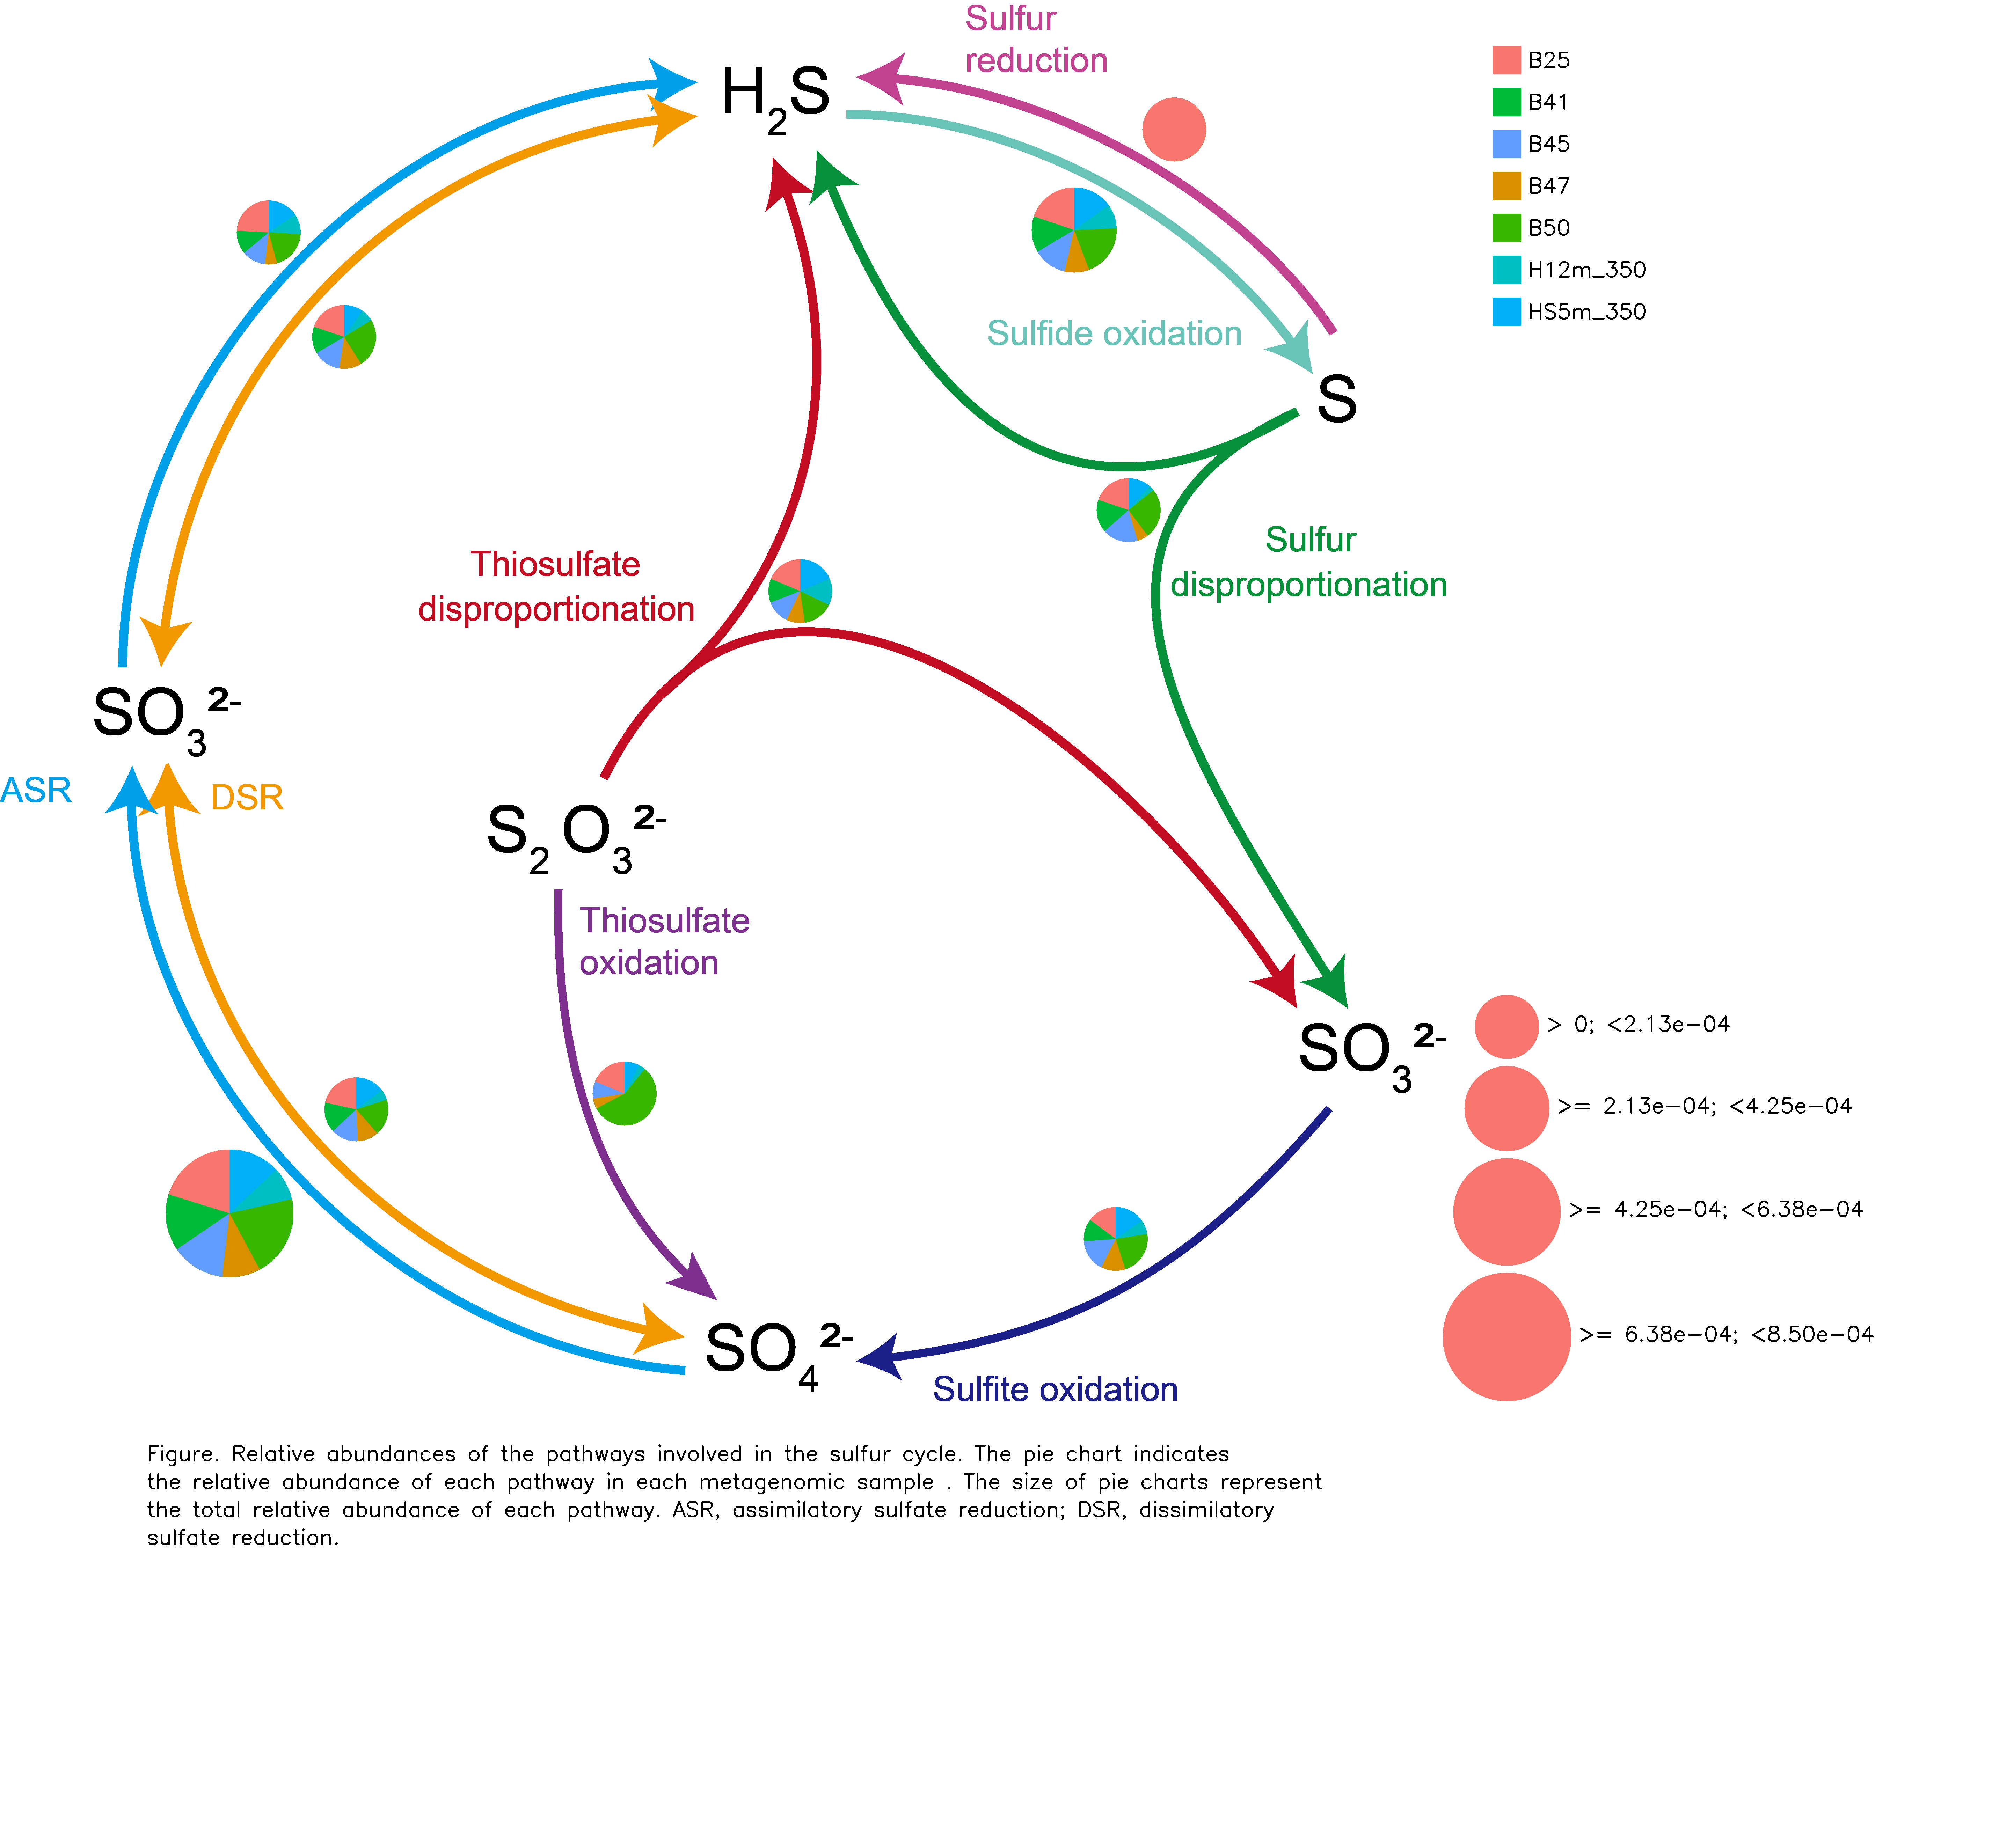 Sulfur
reduction
H2S
B25
B41
B45
B47
B50
H12m_350
HS5m_350
Sulfide oxidation
S
Sulfur
disproportionation
Thiosulfate
disproportionation
SO3 2-
ASR
DSR
S2 O3 2-
Thiosulfate
oxidation
SO3 2-
> 0; <2.13e-04
>= 2.13e-04; <4.25e-04
>= 4.25e-04; <6.38e-04
>= 6.38e-04; <8.50e-04
SO4 2-
Sulfite oxidation
Figure. Relative abundances of the pathways involved in the sulfur cycle. The pie chart indicates
the relative abundance of each pathway in each metagenomic sample . The size of pie charts represent
the total relative abundance of each pathway. ASR, assimilatory sulfate reduction; DSR, dissimilatory
sulfate reduction.